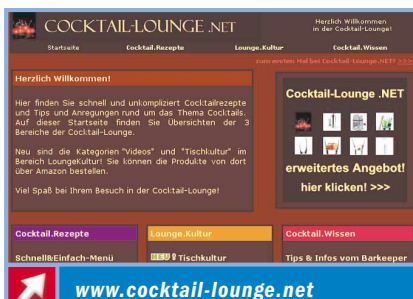 COCKTAIL-LOUNGE .NET
Herzlich Willkommen
in der Cocktail-Lounge!
Startseite Cocktail.Rezepte Lounge.Kultur Cocktail.Wissen
zum ersten Mal bei Cocktail-Lounge.NET? >>>
Herzlich Willkommen!
Hier finden Sie schnell und unkompliziert Cocktailrezepte
und Tips und Anregungen rund um das Thema Cocktails.
Auf dieser Startseite finden Sie Übersichten der 3
Bereiche der Cocktail-Lounge.
Neu sind die Kategorien "Videos" und "Tischkultur" im
Bereich LoungeKultur! Sie können die Produkte von dort
über Amazon bestellen.
Viel Spaß bei Ihrem Besuch in der Cocktail-Lounge!
Cocktail-Lounge .NET
erweitertes Angebot!
hier klicken! >>>
Cocktail.Rezepte Lounge.Kultur Cocktail.Wissen
Schnell&Einfach-Menü NEU ! Tischkultur Tips & Infos vom Barkeeper
www.cocktail-lounge.net